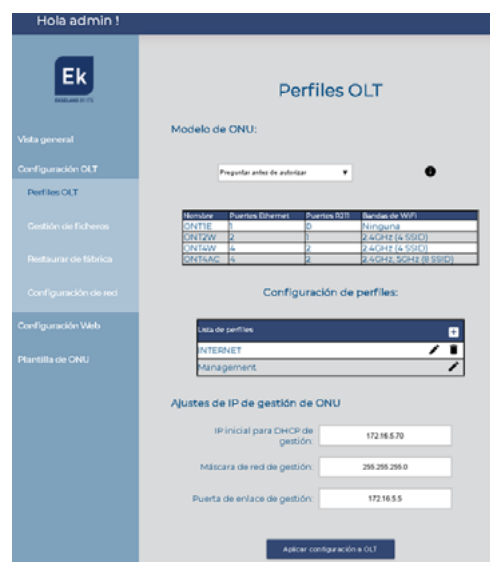 Hola admin !
Ek
Perfiles OLT
Modelo de ONU:
Vista general
Configuración OLT
Preguntar antes de autorizar
Perfiles OLT
Nombre Puertos Ethernet Puertos RJ11 Bandas de WiFi
ONT1E 1 0 Ninguna
ONT2W 2 1 2.4GHz (4 SSID)
ONT4W 4 2 2.4GHz (4 SSID)
ONT4AC 4 2 2.4GHz, 5GHz (8 SSID)
Gestión de ficheros
Restaurar de fábrica
Configuración de red
Configuración de perfiles:
Configuración Web
Lista de perfiles
INTERNET
Management
Plantilla de ONU
Ajustes de IP de gestión de ONU
IP inicial para DHCP de
gestión: 172.16.5.70
Máscara de red de gestión: 255.255.255.0
Puerta de enlace de gestión: 172.16.5.5
Aplicar configuración a OLT